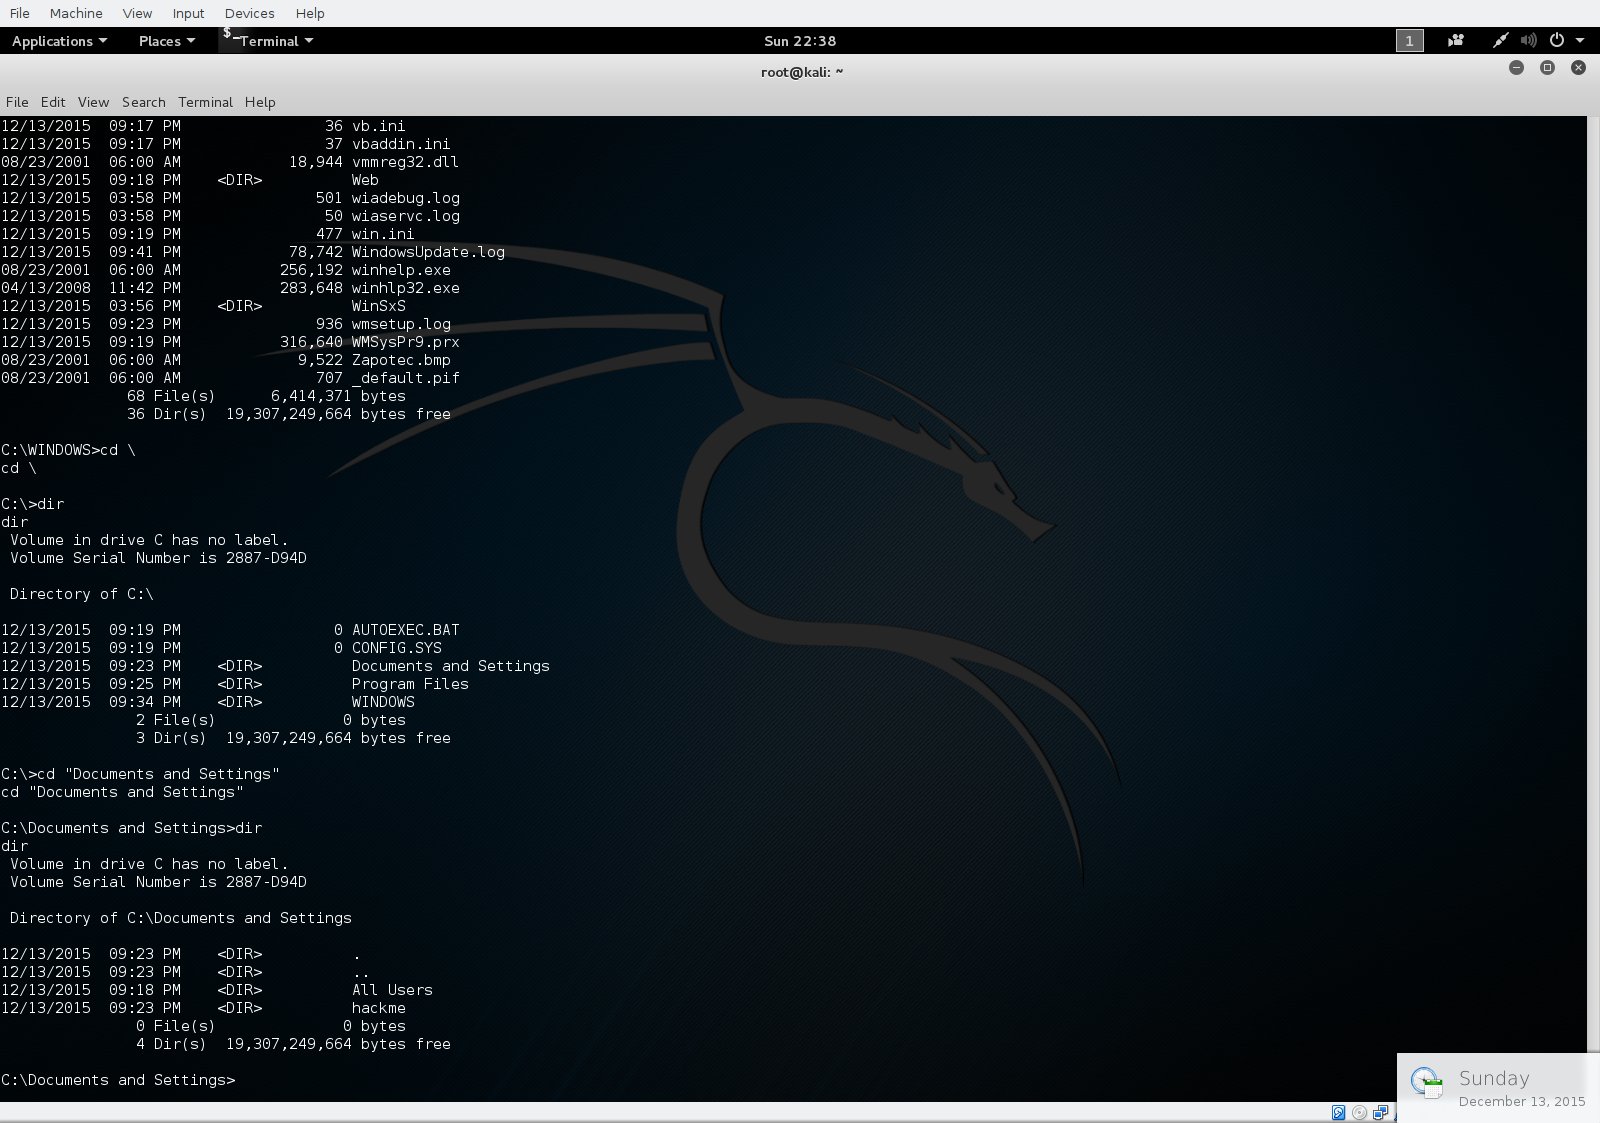 File Machine View Input Devices Help
Applications Places $_ Terminal Sun 22:38 1
root@kali: ~
File Edit View Search Terminal Help
12/13/2015  09:17 PM                36 vb.ini
12/13/2015  09:17 PM                37 vbaddin.ini
08/23/2001  06:00 AM            18,944 vmmreg32.dll
12/13/2015  09:18 PM    <DIR>          Web
12/13/2015  03:58 PM               501 wiadebug.log
12/13/2015  03:58 PM                50 wiaservc.log
12/13/2015  09:19 PM               477 win.ini
12/13/2015  09:41 PM            78,742 WindowsUpdate.log
08/23/2001  06:00 AM           256,192 winhelp.exe
04/13/2008  11:42 PM           283,648 winhlp32.exe
12/13/2015  03:56 PM    <DIR>          WinSxS
12/13/2015  09:23 PM               936 wmsetup.log
12/13/2015  09:19 PM           316,640 WMSysPr9.prx
08/23/2001  06:00 AM             9,522 Zapotec.bmp
08/23/2001  06:00 AM               707 _default.pif
              68 File(s)      6,414,371 bytes
              36 Dir(s)  19,307,249,664 bytes free
C:\WINDOWS>cd \
cd \
C:\>dir
dir
 Volume in drive C has no label.
 Volume Serial Number is 2887-D94D
 Directory of C:\
12/13/2015  09:19 PM                 0 AUTOEXEC.BAT
12/13/2015  09:19 PM                 0 CONFIG.SYS
12/13/2015  09:23 PM    <DIR>          Documents and Settings
12/13/2015  09:25 PM    <DIR>          Program Files
12/13/2015  09:34 PM    <DIR>          WINDOWS
               2 File(s)              0 bytes
               3 Dir(s)  19,307,249,664 bytes free
C:\>cd "Documents and Settings"
cd "Documents and Settings"
C:\Documents and Settings>dir
dir
 Volume in drive C has no label.
 Volume Serial Number is 2887-D94D
 Directory of C:\Documents and Settings
12/13/2015  09:23 PM    <DIR>          .
12/13/2015  09:23 PM    <DIR>          ..
12/13/2015  09:18 PM    <DIR>          All Users
12/13/2015  09:23 PM    <DIR>          hackme
               0 File(s)              0 bytes
               4 Dir(s)  19,307,249,664 bytes free
C:\Documents and Settings>
Sunday
December 13, 2015